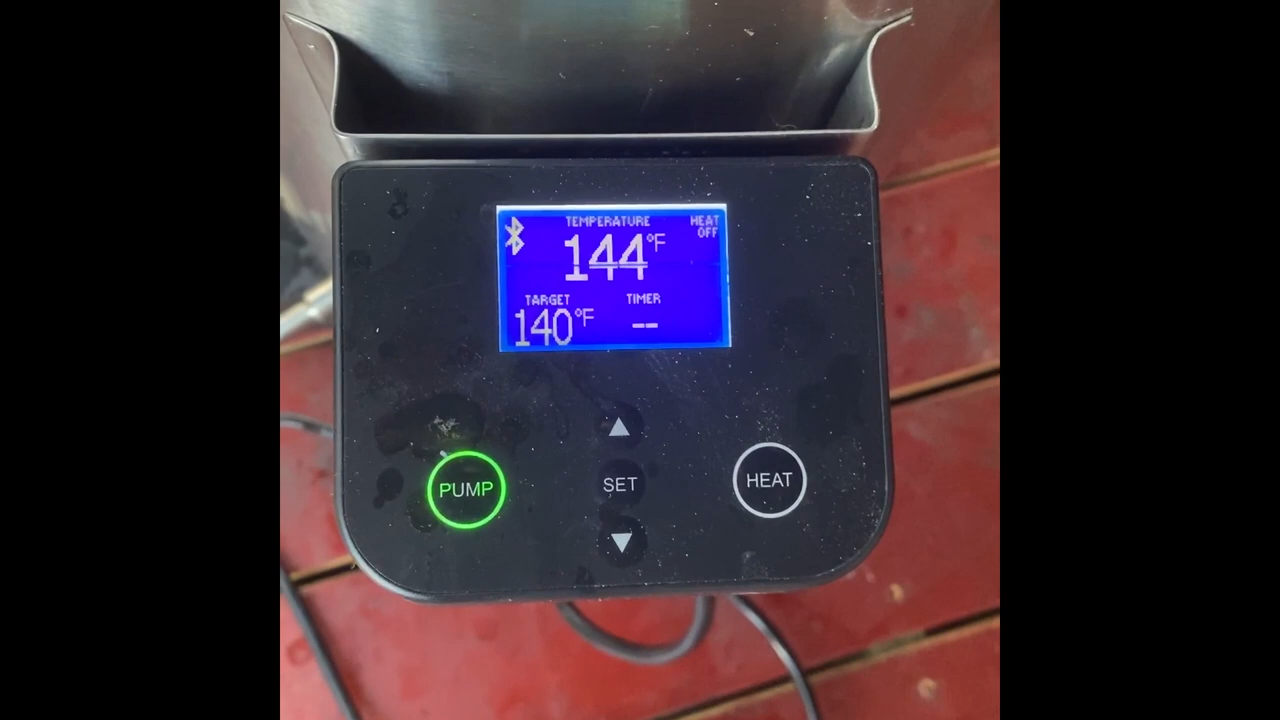 TEMPERATURE
HEAT
OFF
144°F
TARGET
TIMER
140°F
--
PUMP
SET
HEAT